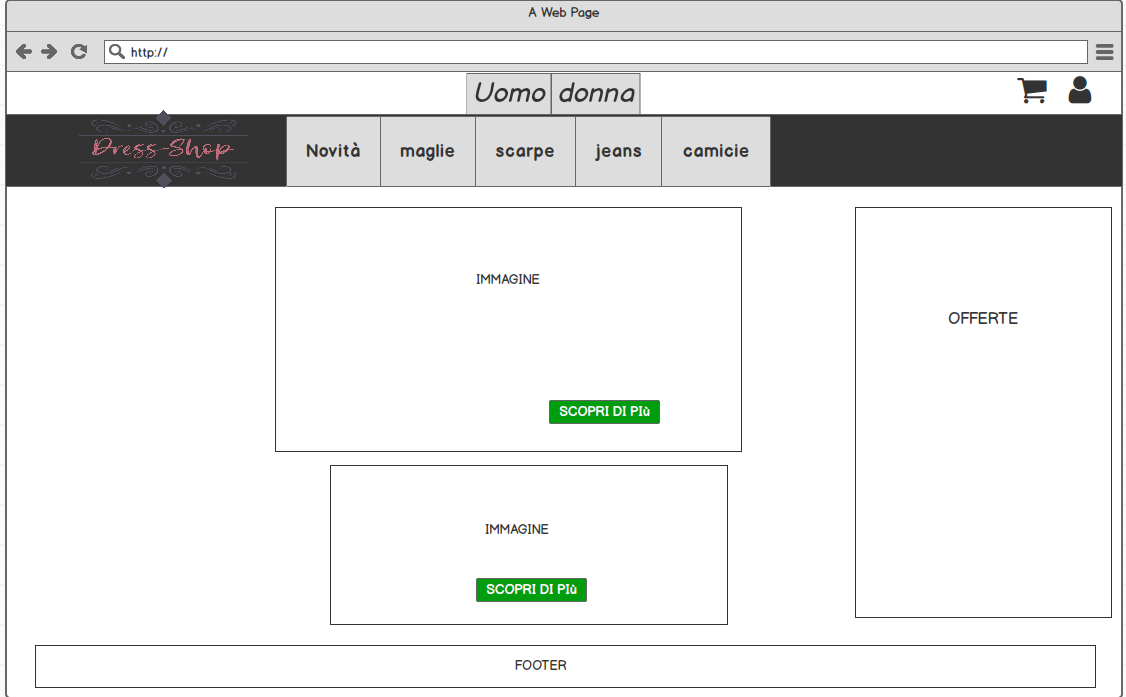 A Web Page
http://
Uomo donna
Dress-Shop
Novità maglie scarpe jeans camicie
IMMAGINE
OFFERTE
SCOPRI DI PIù
IMMAGINE
SCOPRI DI PIù
FOOTER